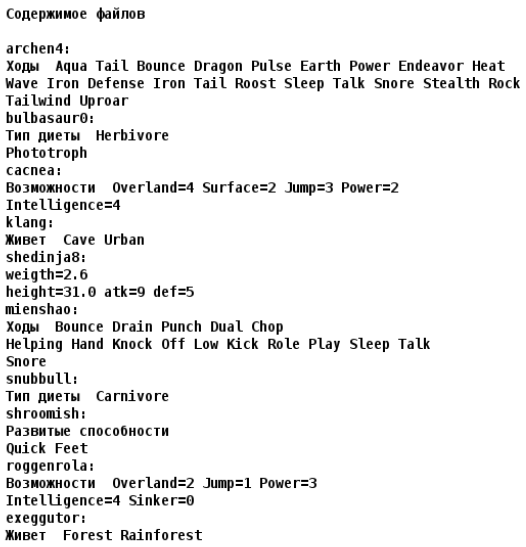 Содержимое файлов
archen4:
Ходы  Aqua Tail Bounce Dragon Pulse Earth Power Endeavor Heat
Wave Iron Defense Iron Tail Roost Sleep Talk Snore Stealth Rock
Tailwind Uproar
bulbasaur0:
Тип диеты  Herbivore
Phototroph
cacnea:
Возможности  Overland=4 Surface=2 Jump=3 Power=2
Intelligence=4
klang:
Живет  Cave Urban
shedinja8:
weigth=2.6
height=31.0 atk=9 def=5
mienshao:
Ходы  Bounce Drain Punch Dual Chop
Helping Hand Knock Off Low Kick Role Play Sleep Talk
Snore
snubbull:
Тип диеты  Carnivore
shroomish:
Развитые способности
Quick Feet
roggenrola:
Возможности  Overland=2 Jump=1 Power=3
Intelligence=4 Sinker=0
exeggutor:
Живет  Forest Rainforest